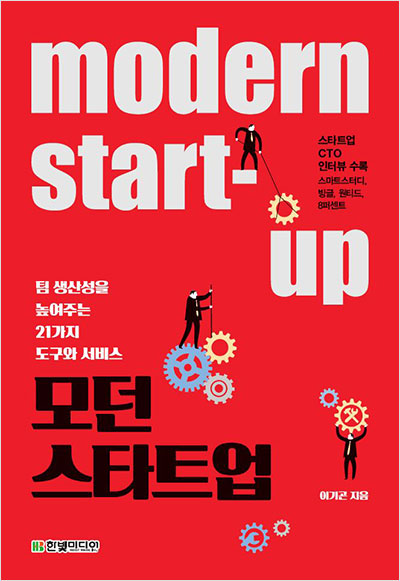 modern
start-
up
스타트업
CTO
인터뷰 수록
스마트스터디,
빙글, 원티드,
8퍼센트
팀 생산성을
높여주는
21가지
도구와 서비스
모던
스타트업
이기곤 지음
HB 한빛미디어